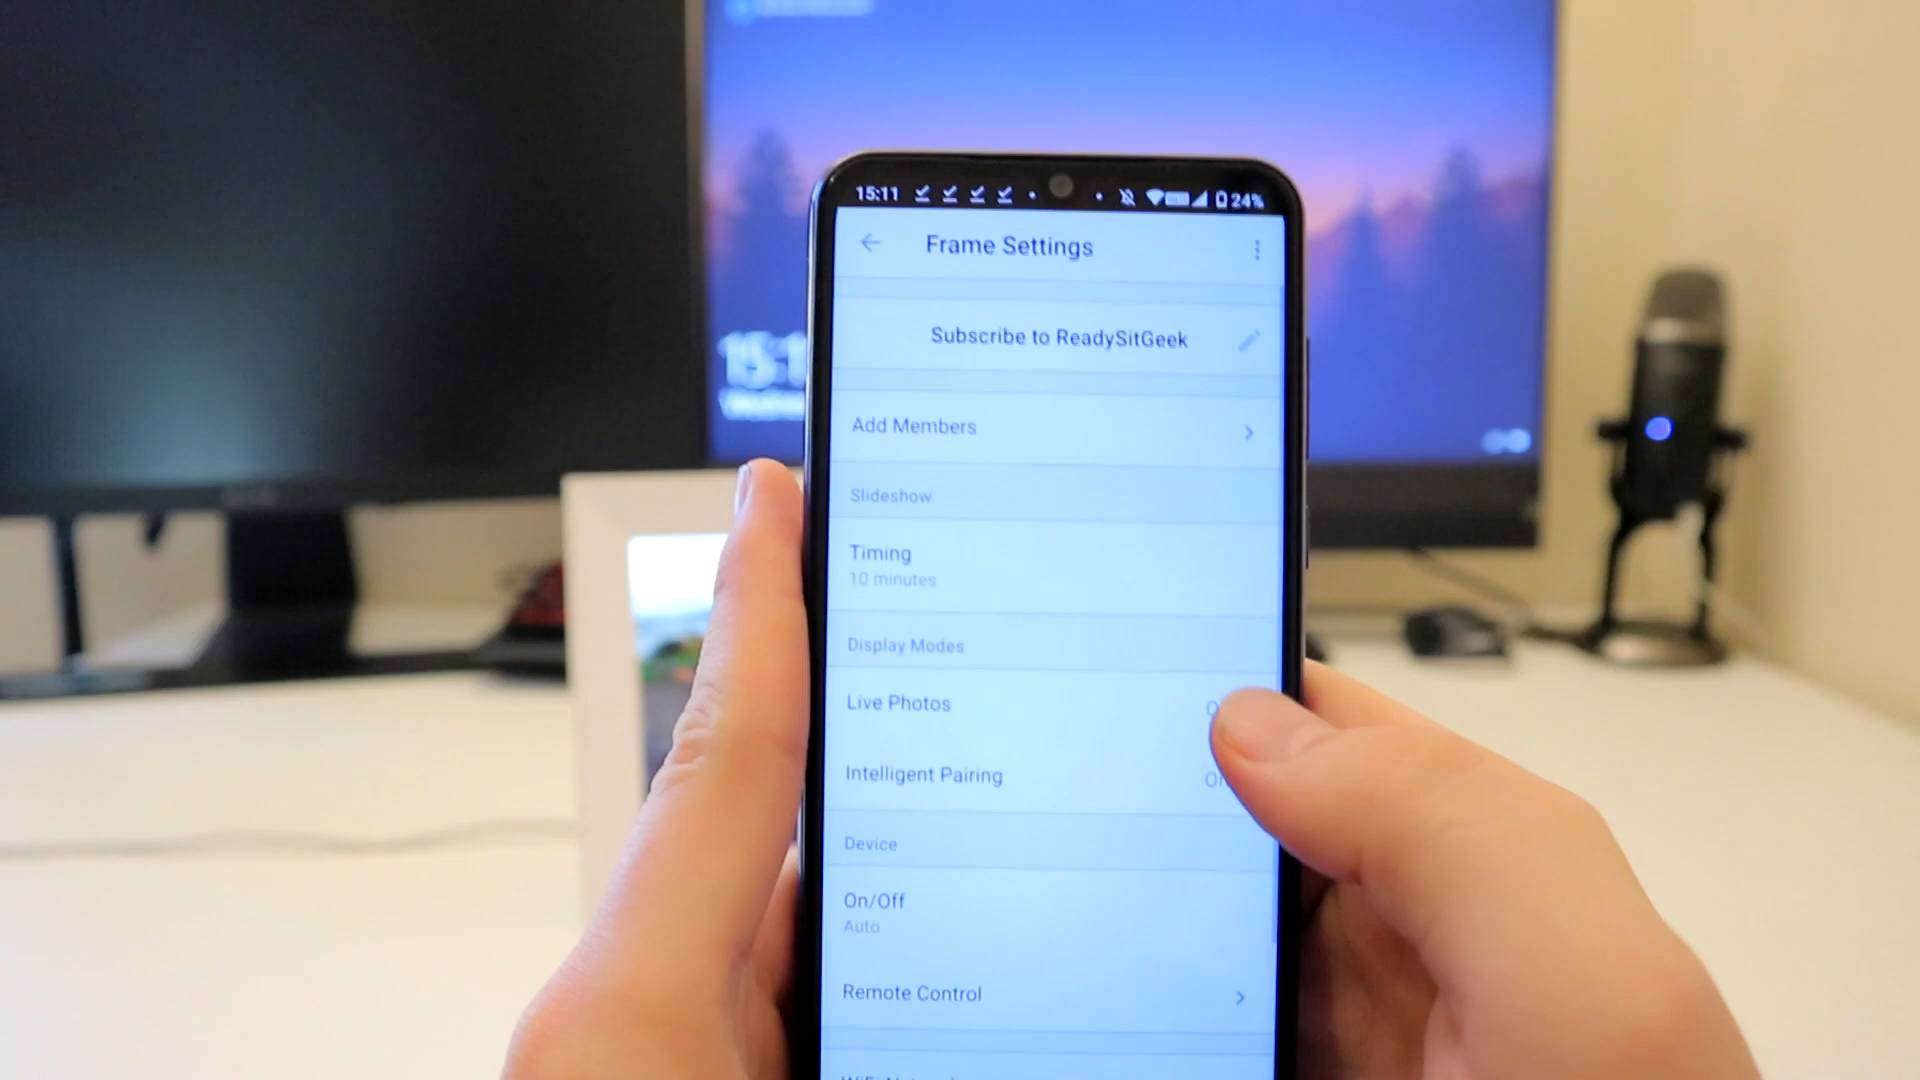 15:11
24%
Frame Settings
Subscribe to ReadySitGeek
Add Members
Slideshow
Timing
10 minutes
Display Modes
Live Photos
Intelligent Pairing
Device
On/Off
Auto
Remote Control